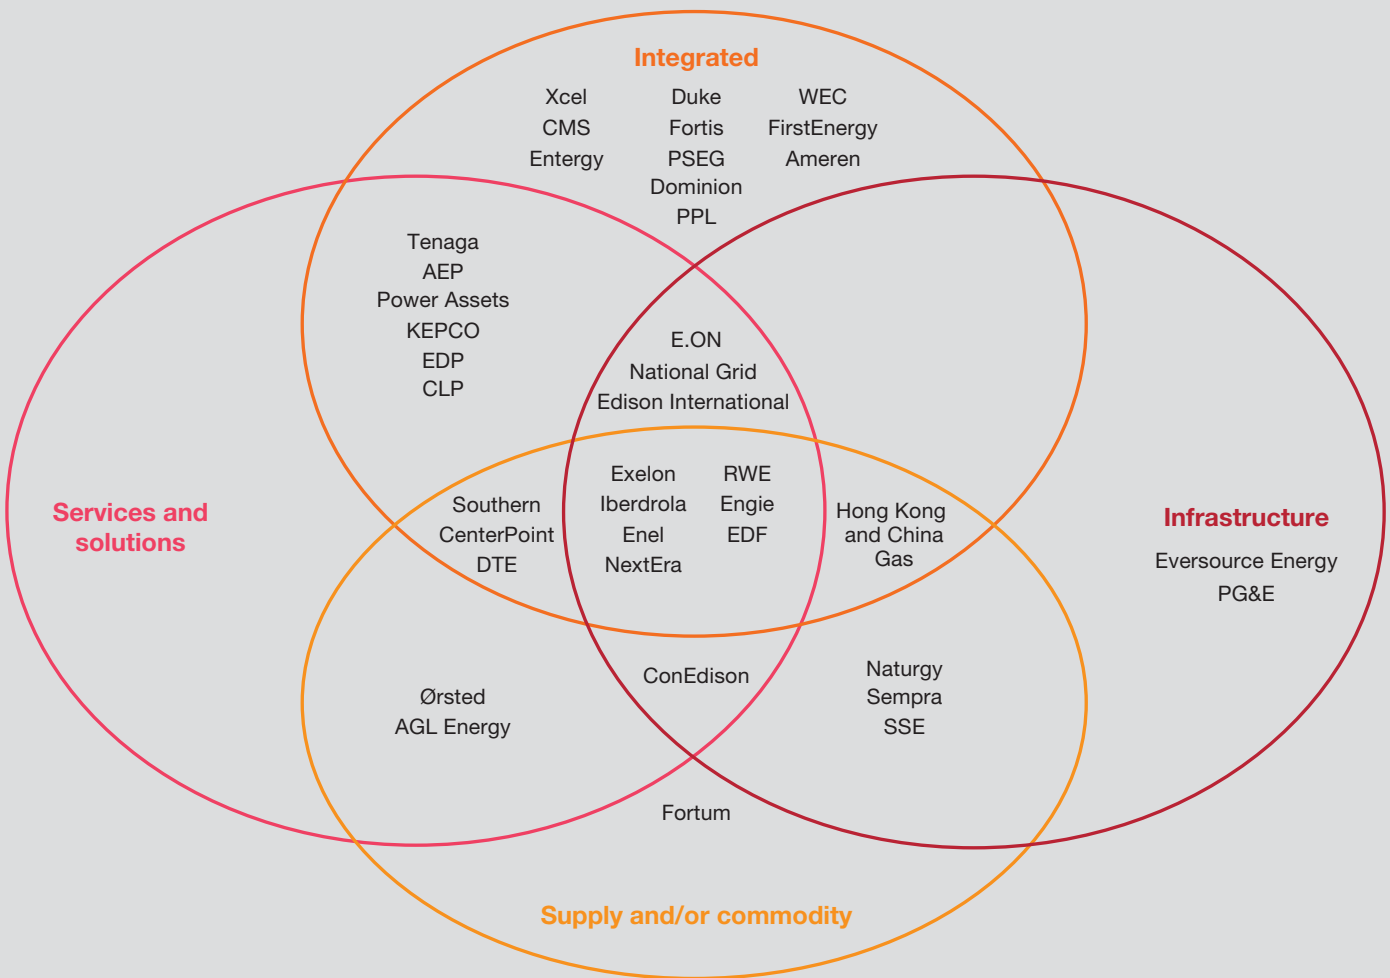 Integrated
Xcel
CMS
Entergy
Duke
Fortis
PSEG
Dominion
PPL
WEC
FirstEnergy
Ameren
Tenaga
AEP
Power Assets
KEPCO
EDP
CLP
E.ON
National Grid
Edison International
Services and
solutions
Southern
CenterPoint
DTE
Exelon
Iberdrola
Enel
NextEra
RWE
Engie
EDF
Hong Kong
and China
Gas
Infrastructure
Eversource Energy
PG&E
Ørsted
AGL Energy
ConEdison
Naturgy
Sempra
SSE
Fortum
Supply and/or commodity